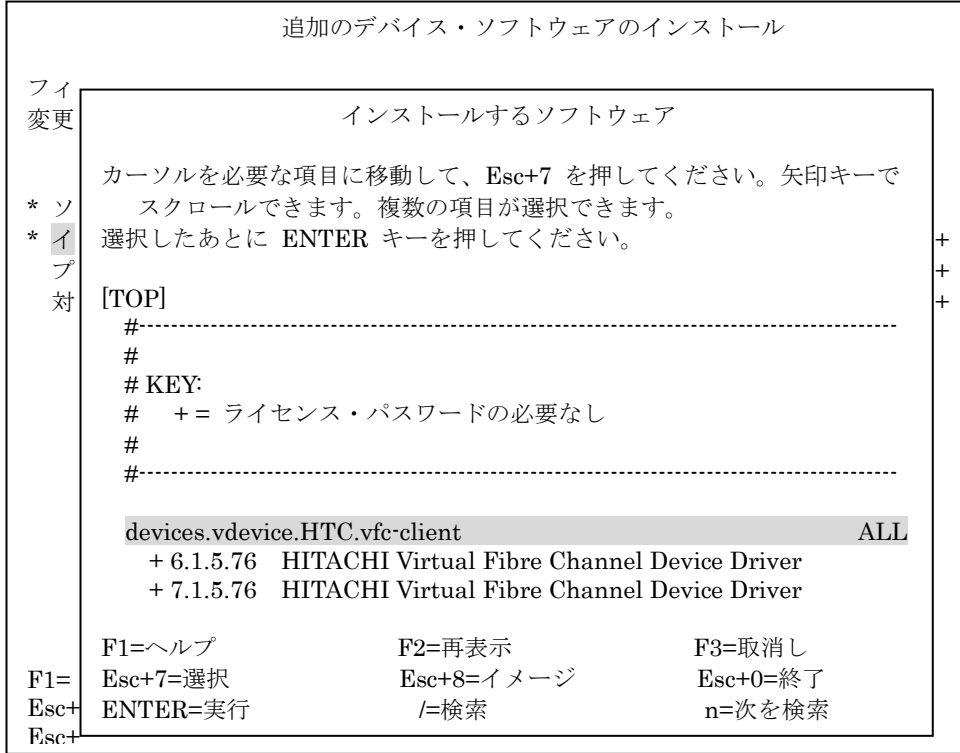 追加のデバイス・ソフトウェアのインストール
フィ
変更
インストールするソフトウェア
カーソルを必要な項目に移動して、Esc+7 を押してください。矢印キーで
* ソ
スクロールできます。複数の項目が選択できます。
* イ
選択したあとに ENTER キーを押してください。
+
プ
+
対
[TOP]
+
#-----------------------------------------------------------------------------------------------
#
# KEY:
# + = ライセンス・パスワードの必要なし
#
#-----------------------------------------------------------------------------------------------
devices.vdevice.HTC.vfc-client ALL
+ 6.1.5.76 HITACHI Virtual Fibre Channel Device Driver
+ 7.1.5.76 HITACHI Virtual Fibre Channel Device Driver
F1=ヘルプ F2=再表示 F3=取消し
F1=
Esc+7=選択 Esc+8=イメージ Esc+0=終了
Esc+
ENTER=実行 /=検索 n=次を検索
Esc+